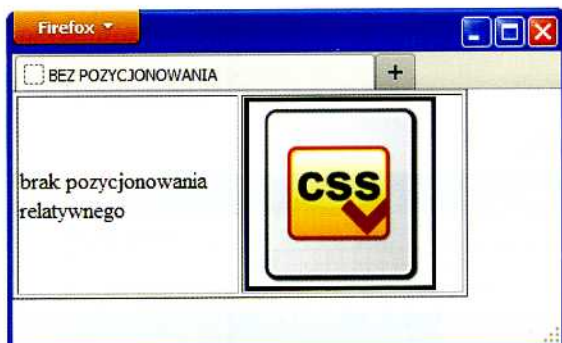 Firefox
BEZ POZYCJONOWANIA
+
brak pozycjonowania
relatywnego
CSS